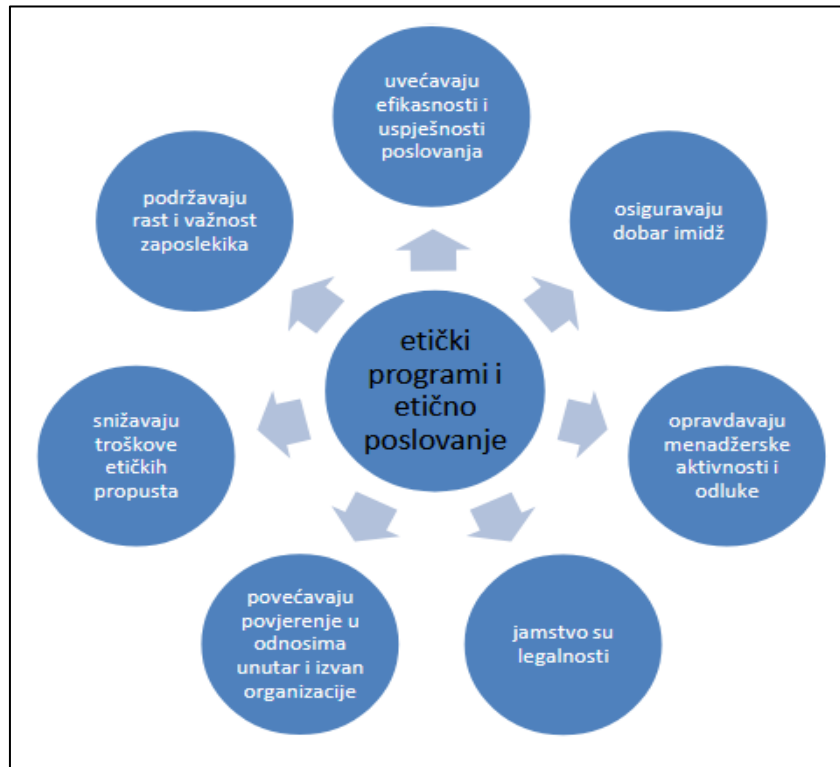 uvećavaju
efikasnosti i
uspješnosti
poslovanja
osiguravaju
dobar imidž
opravdavaju
menadžerske
aktivnosti i
odluke
jamstvo su
legalnosti
povećavaju
povjerenje u
odnosima
unutar i izvan
organizacije
snižavaju
troškove
etičkih
propusta
podržavaju
rast i važnost
zaposlekika
etički
programi i
etično
poslovanje